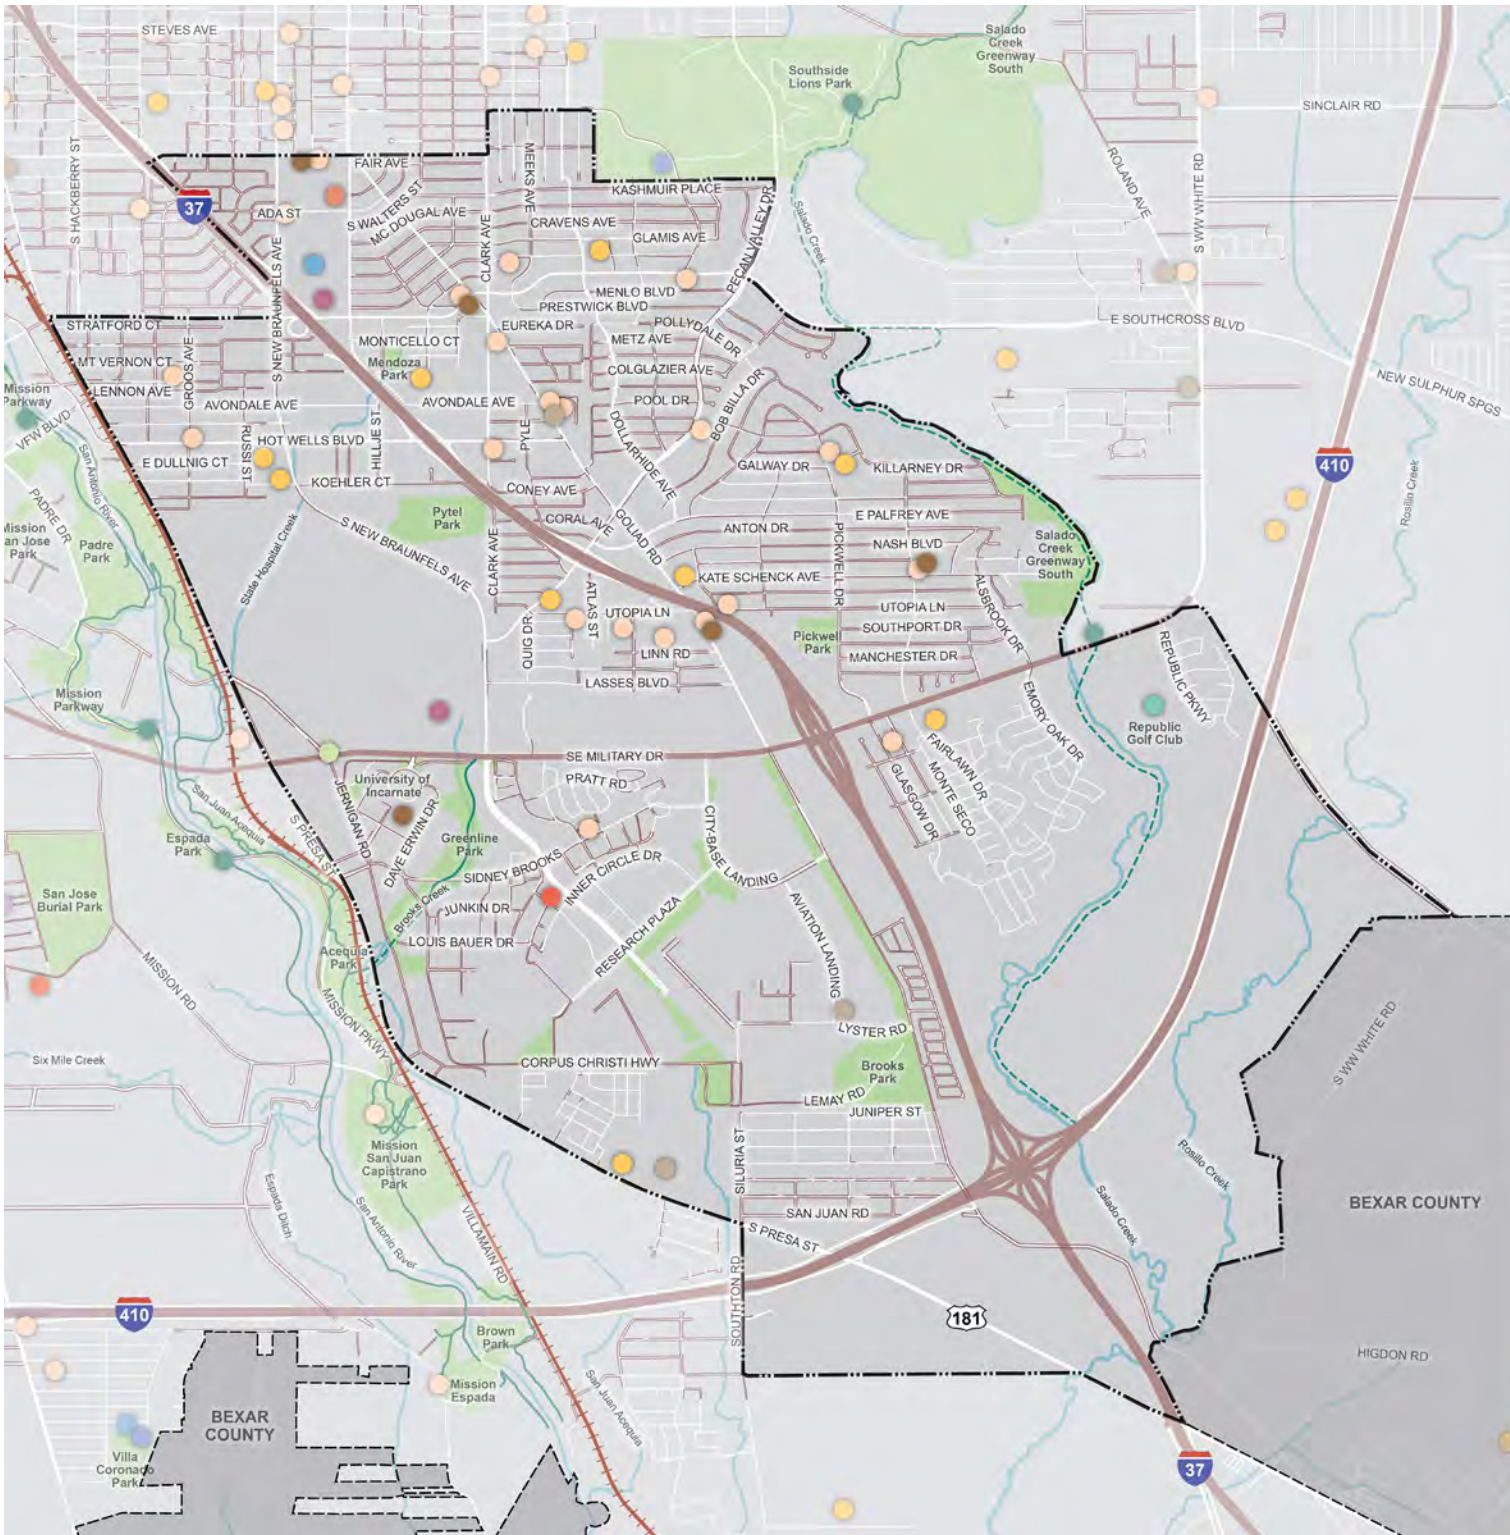 STEVES AVE
Salado
Creek
Greenway
South
Southside
Lions Park
SINCLAIR RD
S HACKBERRY ST
FAIR AVE
MEEKS AVE
KASHMUIR PLACE
ROLAND AVE
S WW WHITE RD
37
ADA ST
S WALTERS ST
MC DOUGAL AVE
CLARK AVE
CRAVENS AVE
GLAMIS AVE
PECAN VALLEY DR
Salado Creek
S NEW BRAUNFELS AVE
MENLO BLVD
PRESTWICK BLVD
STRATFORD CT
EUREKA DR
POLLYDALE DR
E SOUTHCROSS BLVD
MONTICELLO CT
METZ AVE
MT VERNON CT
GROOS AVE
Mendoza
Park
COLGLAZIER AVE
NEW SULPHUR SPGS
Mission
Parkway
LENNON AVE
AVONDALE AVE
AVONDALE AVE
POOL DR
BOB BILLA DR
VFW BLVD
San Antonio River
HOT WELLS BLVD
RUSSI ST
HILLJE ST
PYLE
DOLLARHIDE AVE
E DULLNIG CT
GALWAY DR
KILLARNEY DR
410
KOEHLER CT
CONEY AVE
PADRE DR
Rosillo Creek
Pytel
Park
CORAL AVE
GOLIAD RD
ANTON DR
E PALFREY AVE
Mission
San Jose
Park
Padre
Park
State Hospital Creek
S NEW BRAUNFELS AVE
PICKWELL DR
NASH BLVD
Salado
Creek
Greenway
South
CLARK AVE
ATLAS ST
KATE SCHENCK AVE
ALSBROOK DR
UTOPIA LN
UTOPIA LN
SOUTHPORT DR
QUIG DR
LINN RD
Pickwell
Park
MANCHESTER DR
REPUBLIC PKWY
LASSES BLVD
EMORY OAK DR
Mission
Parkway
Republic
Golf Club
SE MILITARY DR
FAIRLAWN DR
MONTE SECO
GLASGOW DR
University of
Incarnate
PRATT RD
JERNIGAN RD
DAVE ERWIN DR
San Juan Acequia
S PRESA ST
Espada
Park
Greenline
Park
CITY-BASE LANDING
SIDNEY BROOKS
INNER CIRCLE DR
San Jose
Burial Park
Brooks Creek
JUNKIN DR
AVIATION LANDING
LOUIS BAUER DR
RESEARCH PLAZA
Acequia
Park
MISSION RD
MISSION PKWY
LYSTER RD
S WW WHITE RD
Six Mile Creek
CORPUS CHRISTI HWY
Brooks
Park
LEMAY RD
JUNIPER ST
Mission
San Juan
Capistrano
Park
SILURIA ST
Rosillo Creek
Espada Ditch
San Antonio River
VILLAMAIN RD
SAN JUAN RD
Salado Creek
BEXAR COUNTY
S PRESA ST
SOUTHTON RD
410
181
Brown
Park
HIGDON RD
Mission
Espada
San Juan Acequia
BEXAR
COUNTY
Villa
Coronado
Park
37